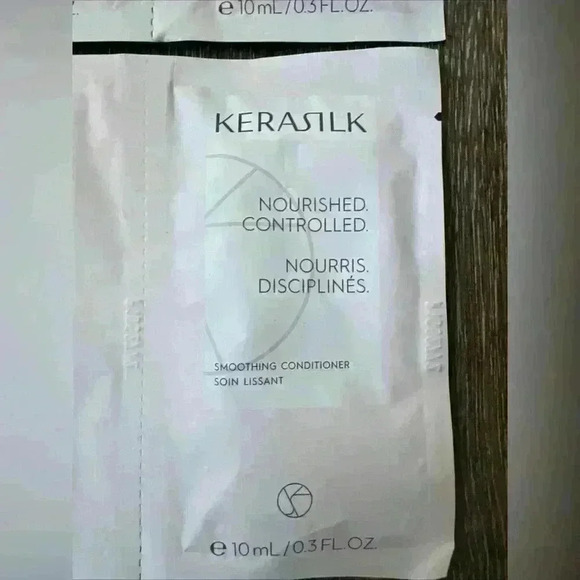 ℮ 10 mL/0.3 FL.OZ.
KERASILK
NOURISHED.
CONTROLLED.
NOURRIS.
DISCIPLINÉS.
SMOOTHING CONDITIONER
SOIN LISSANT
℮ 10 mL/0.3 FL.OZ.